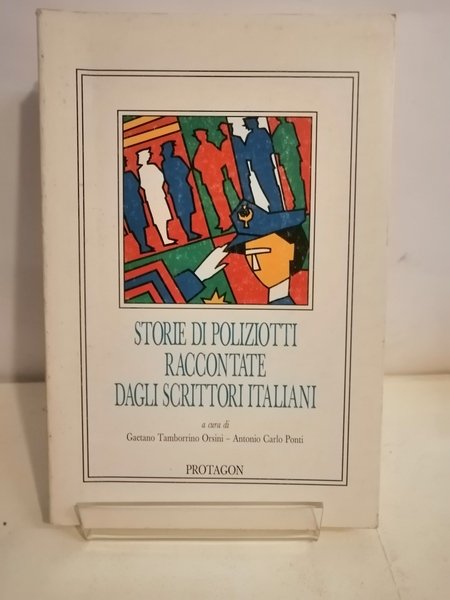 STORIE DI POLIZIOTTI
RACCONTATE
DAGLI SCRITTORI ITALIANI
a cura di
Gaetano Tamborrino Orsini – Antonio Carlo Ponti
PROTAGON